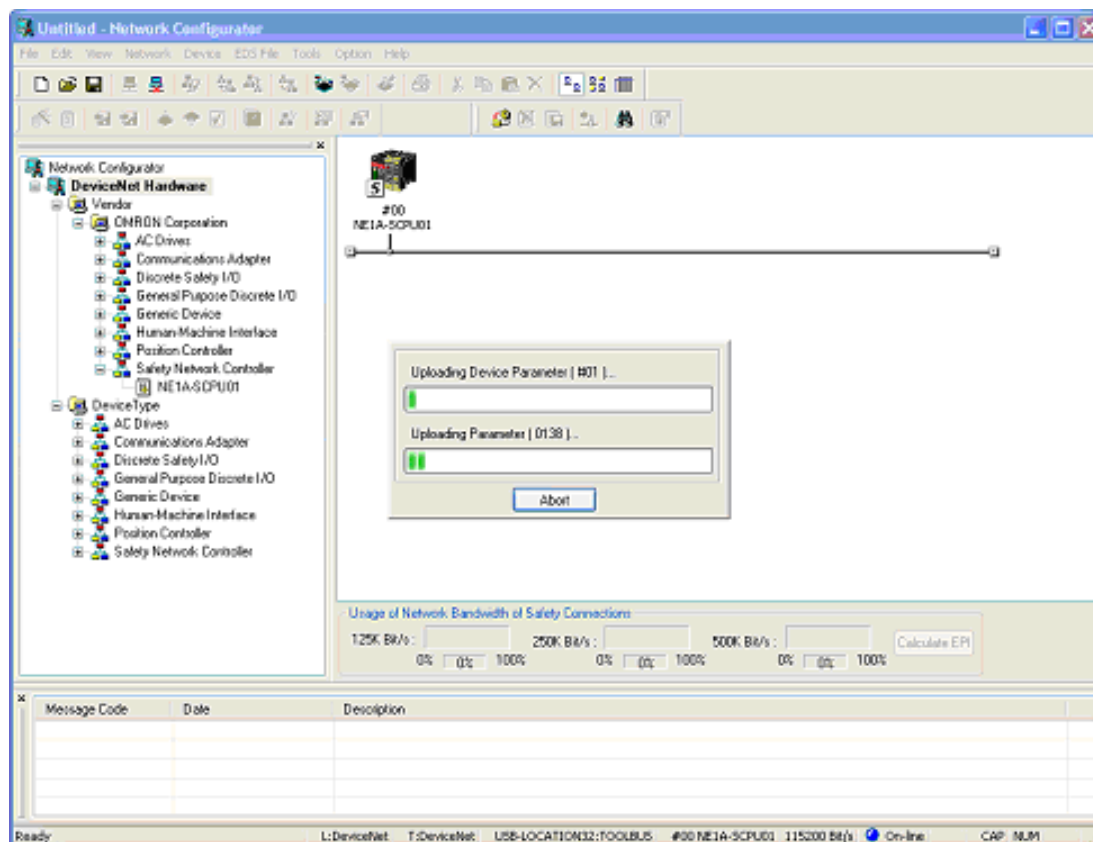 Untitled - Network Configurator
File Edit View Network Device EDS File Tools Option Help
Network Configurator
DeviceNet Hardware
Vendor
OMRON Corporation
AC Drives
Communications Adapter
Discrete Safety I/O
General Purpose Discrete I/O
Generic Device
Human-Machine Interface
Position Controller
Safety Network Controller
NE1A-SCPU01
DeviceType
AC Drives
Communications Adapter
Discrete Safety I/O
General Purpose Discrete I/O
Generic Device
Human-Machine Interface
Position Controller
Safety Network Controller
S
#00
NE1A-SCPU01
Uploading Device Parameter ( #01 )...
Uploading Parameter ( 0138 )...
Abort
Usage of Network Bandwidth of Safety Connections
125K Bit/s : 250K Bit/s : 500K Bit/s : Calculate EPI
0% 0% 100% 0% 0% 100% 0% 0% 100%
Message Code Date Description
Ready L:DeviceNet T:DeviceNet USB-LOCATION32:TOOLBUS #00 NE1A-SCPU01 115200 Bit/s On-line CAP NUM